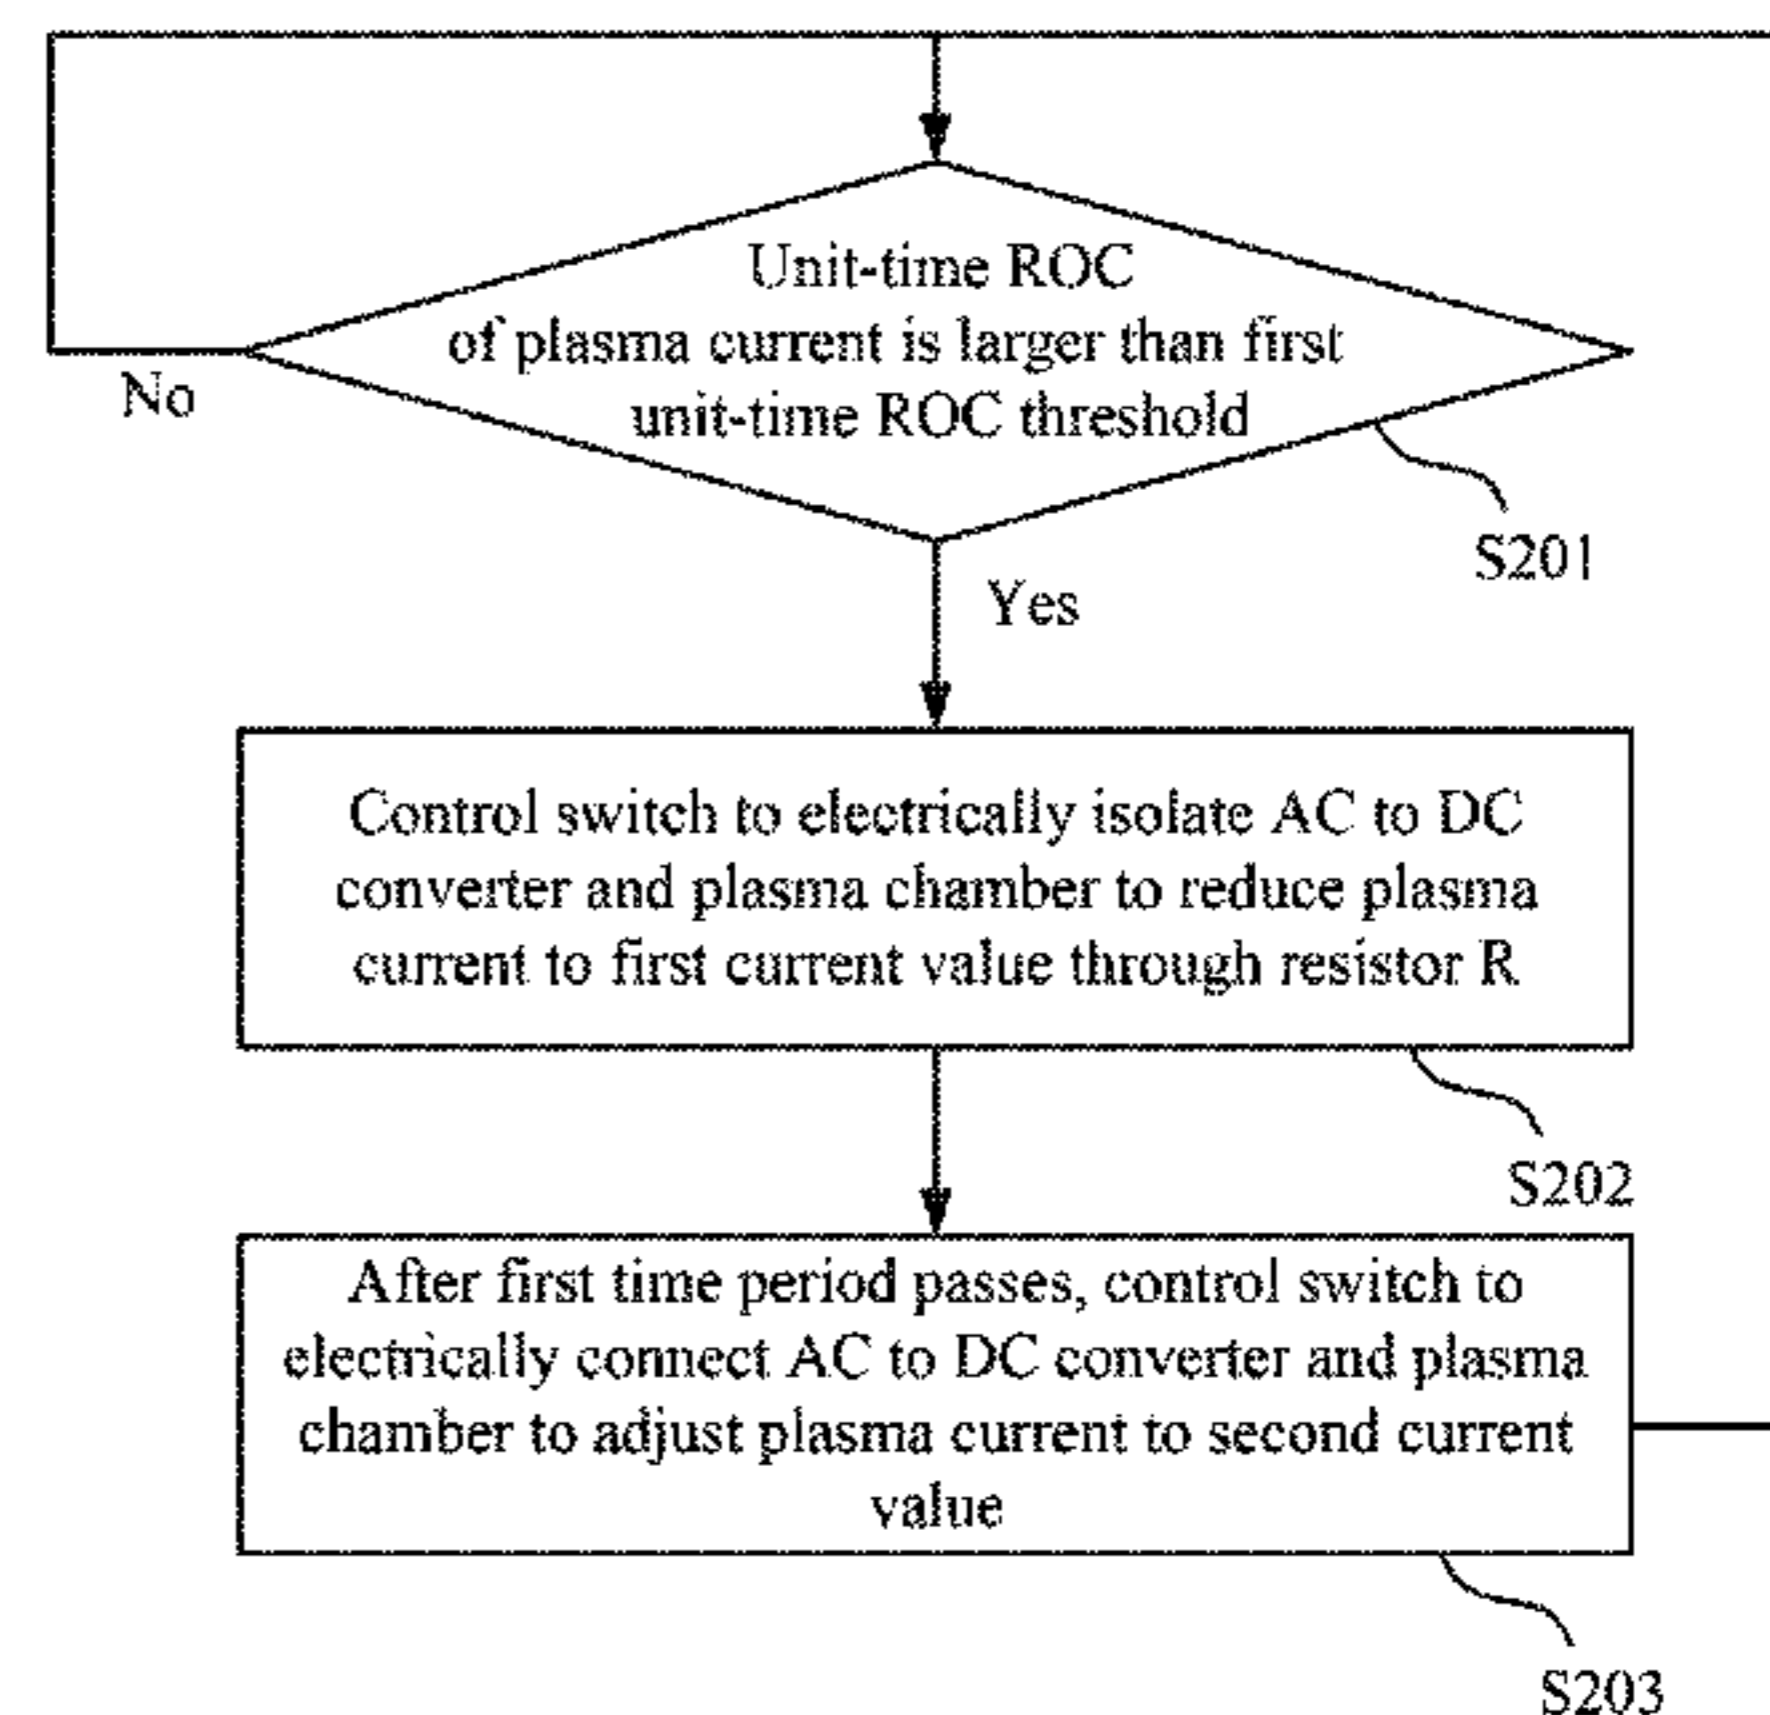 Unit-time ROC
of plasma current is larger than first
unit-time ROC threshold
No
S201
Yes
Control switch to electrically isolate AC to DC
converter and plasma chamber to reduce plasma
current to first current value through resistor R
S202
After first time period passes, control switch to
electrically connect AC to DC converter and plasma
chamber to adjust plasma current to second current
value
S203